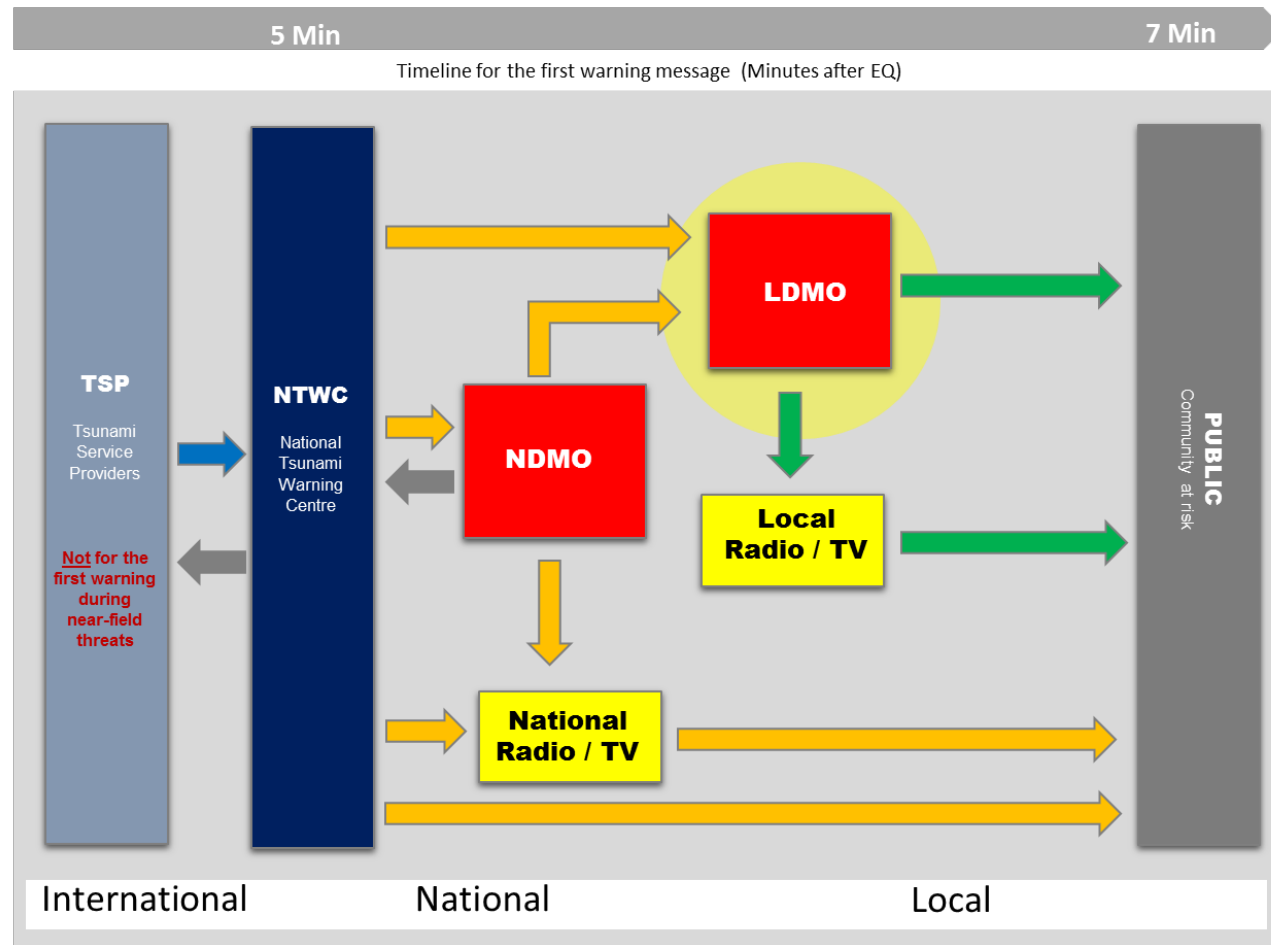 5 Min
7 Min
Timeline for the first warning message (Minutes after EQ)
TSP
Tsunami
Service
Providers
Not for the
first warning
during
near-field
threats
NTWC
National
Tsunami
Warning
Centre
NDMO
LDMO
Local
Radio / TV
National
Radio / TV
PUBLIC
Community at risk
International
National
Local